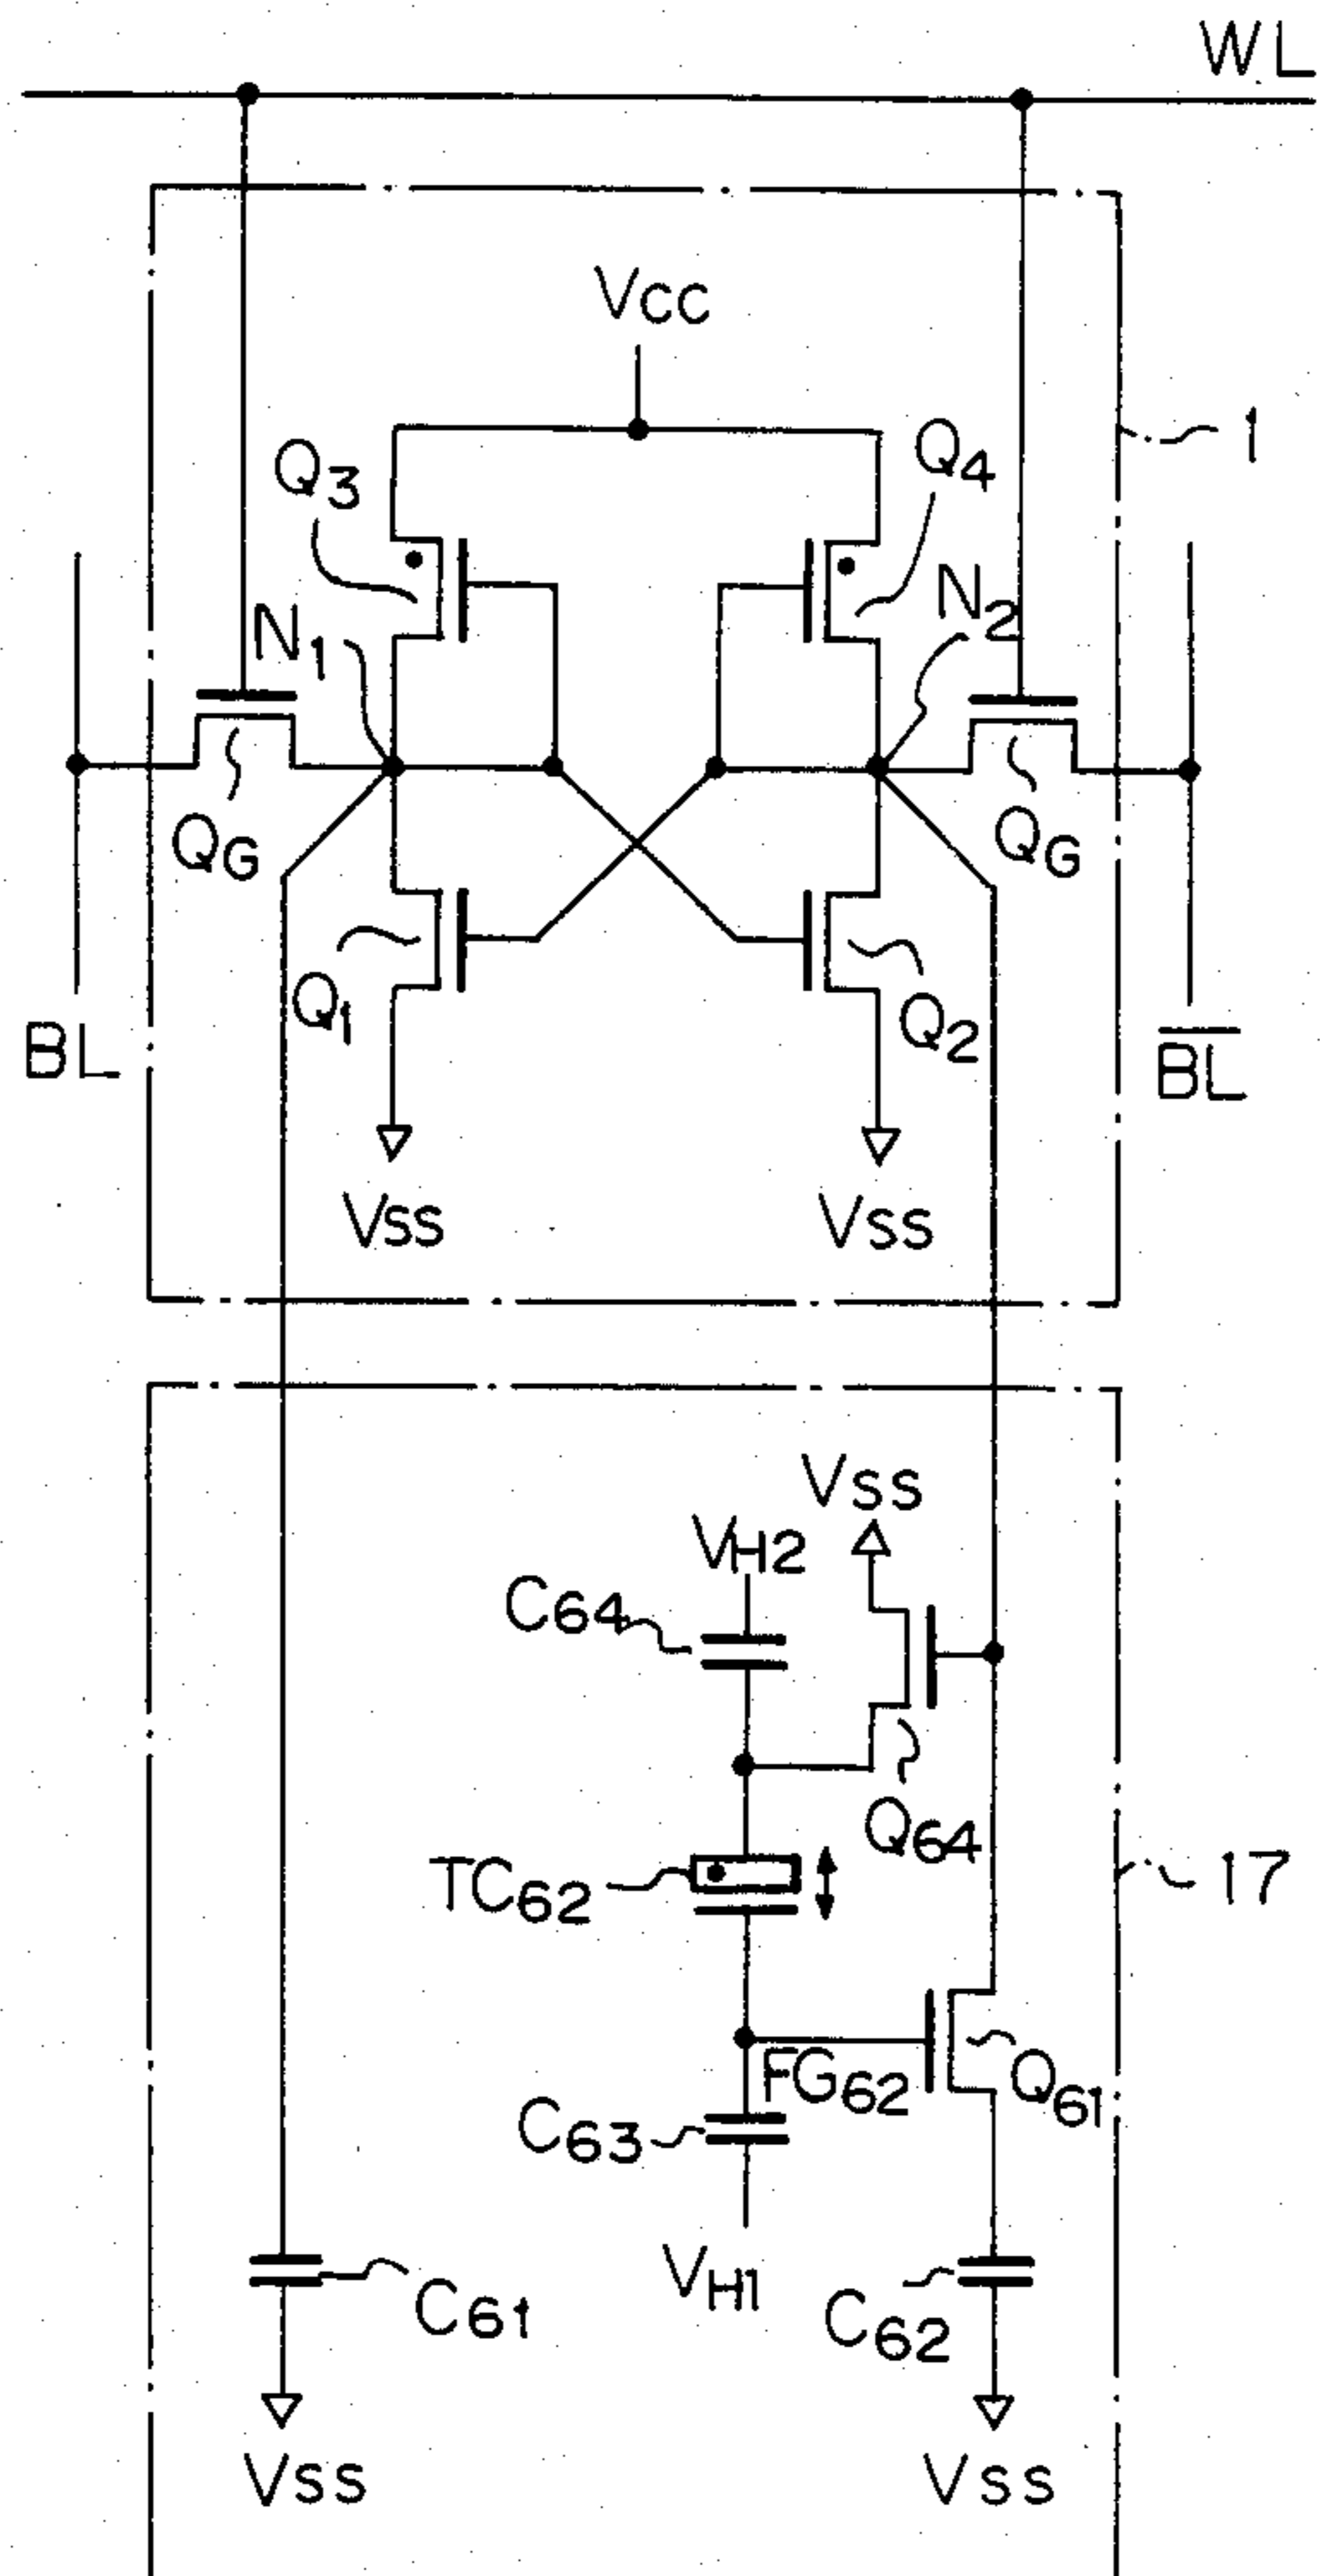 WL
VCC
1
Q3
Q4
N1
N2
QG
QG
Q1
Q2
BL
B̅L̅
VSS
VSS
VSS
VH2
C64
Q64
TC62
17
FG62
Q61
C63
VH1
C61
C62
VSS
VSS